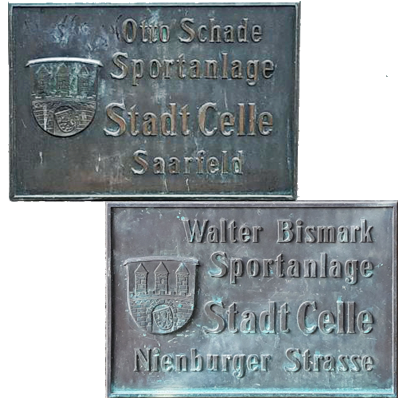 Otto Schade
Sportanlage
Stadt Celle
Saarfeld
Walter Bismark
Sportanlage
Stadt Celle
Nienburger Strasse